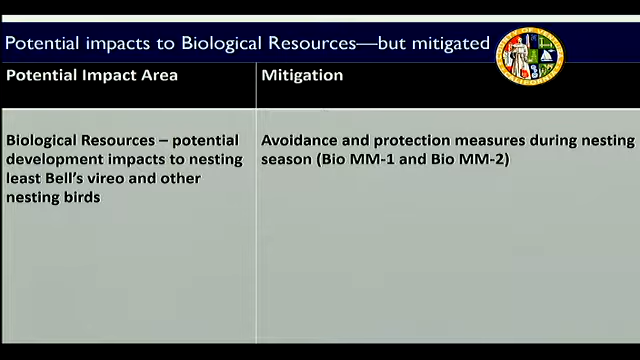 Potential impacts to Biological Resources—but mitigated
Potential Impact Area
Mitigation
Biological Resources – potential
development impacts to nesting
least Bell's vireo and other
nesting birds
Avoidance and protection measures during nesting
season (Bio MM-1 and Bio MM-2)